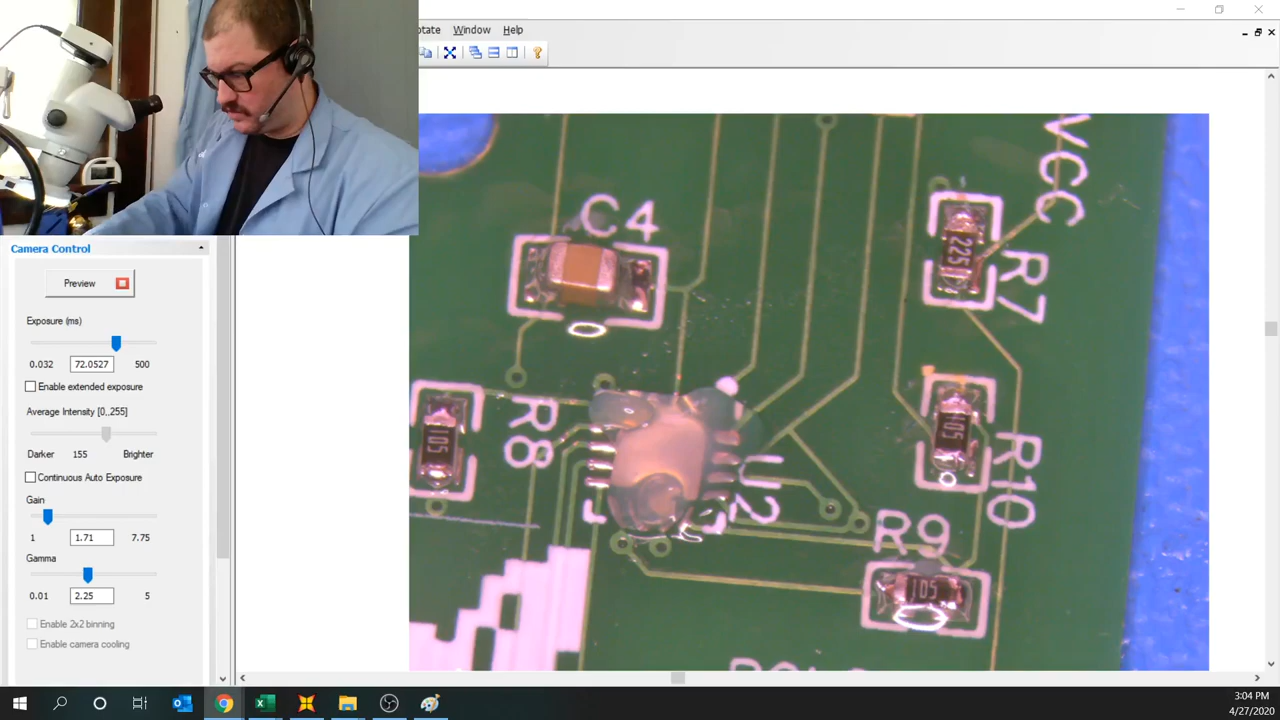 otate Window Help
Camera Control
Preview
Exposure (ms)
0.032 72.0527 500
Enable extended exposure
Average Intensity [0,,255]
Darker 155 Brighter
Continuous Auto Exposure
Gain
1 1.71 7.75
Gamma
0.01 2.25 5
Enable 2x2 binning
Enable camera cooling
VCC
C4
225
R7
105
R8
105
R10
U2
R9
105
3:04 PM
4/27/2020